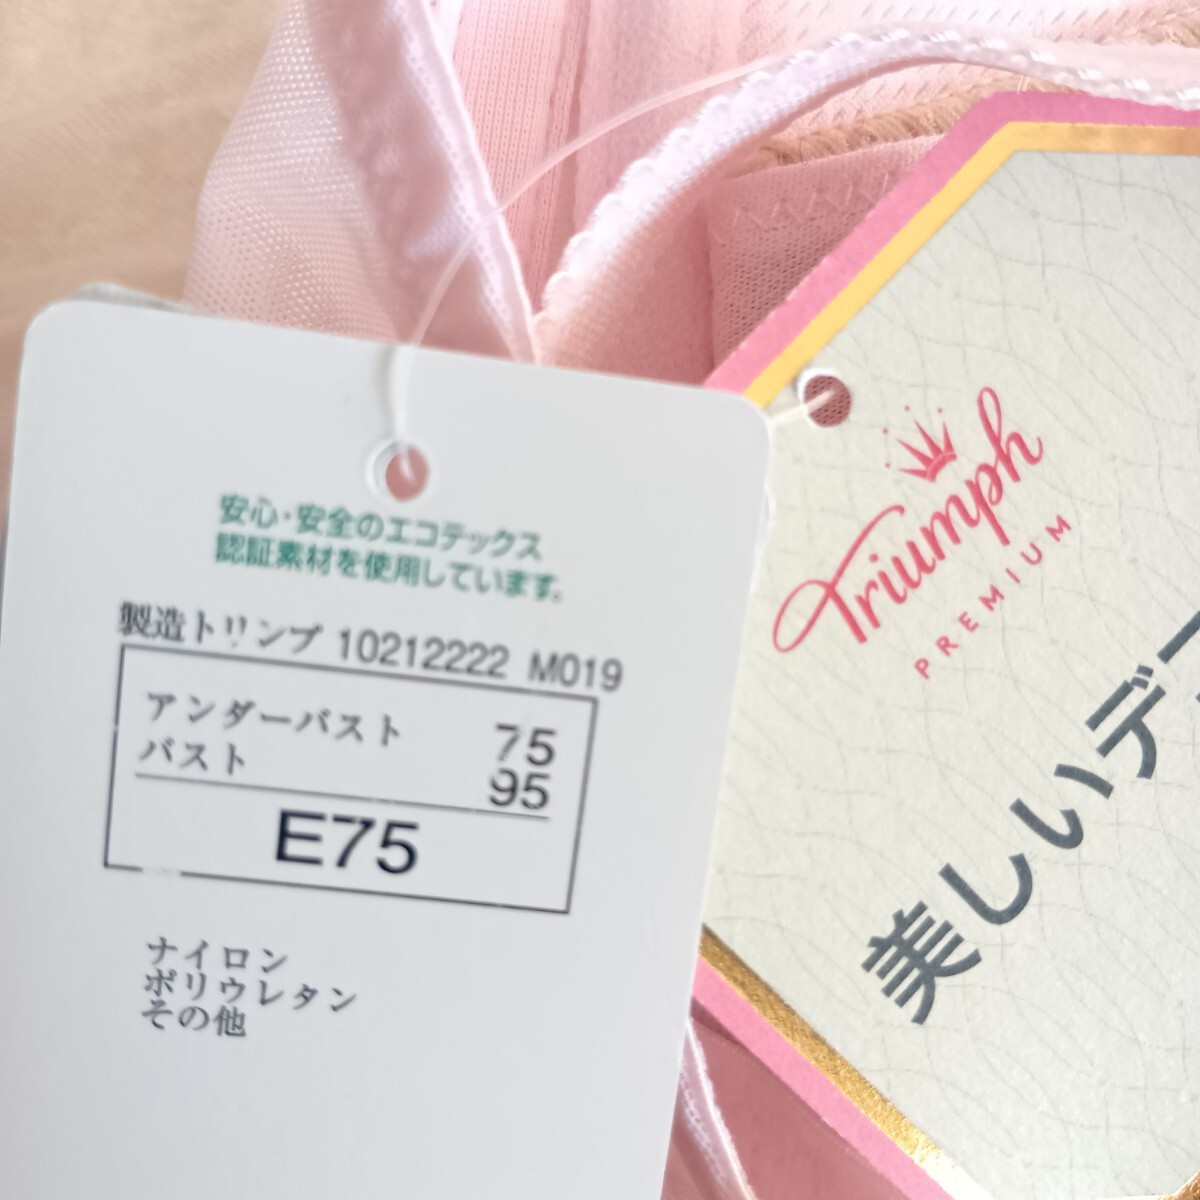 安心・安全のエコテックス
認証素材を使用しています。
製造トリンプ 10212222 M019
アンダーバスト 75
バスト 95
E75
ナイロン
ポリウレタン
その他
Triumph
PREMIUM
美しいデ